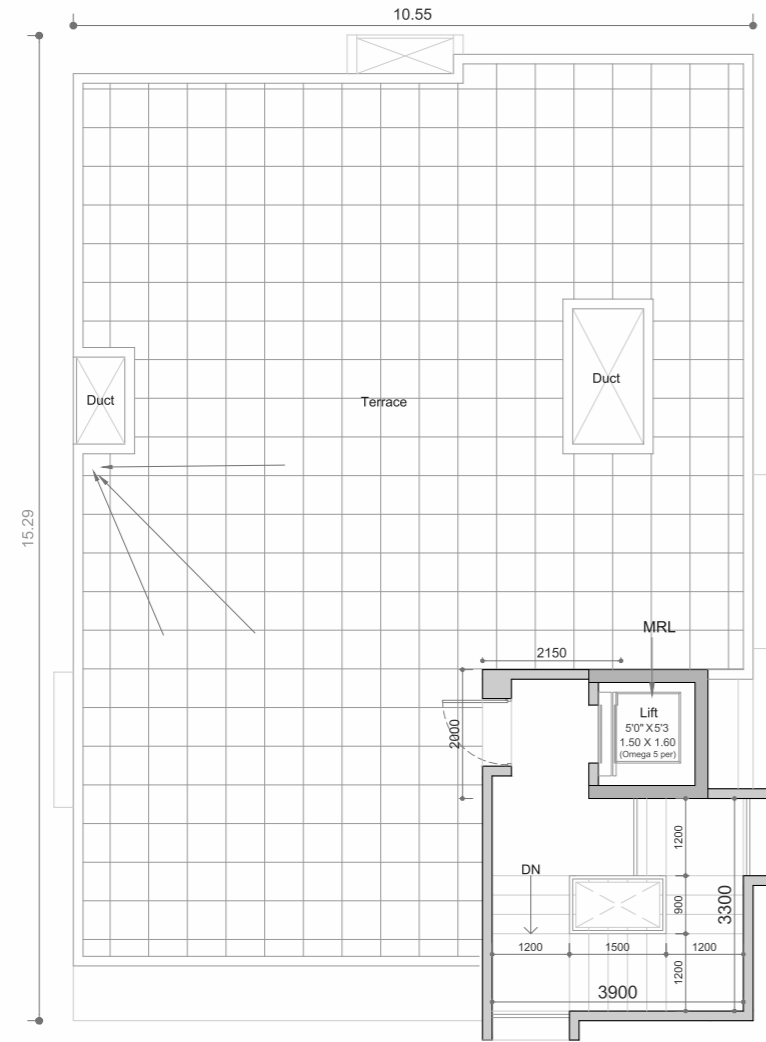 10.55
15.29
Duct
Duct
Terrace
MRL
2150
2000
Lift
5'0" X5'3
1.50 X 1.60
(Omega 5 per)
DN
1200
900
3300
1200
1500
1200
1200
3900